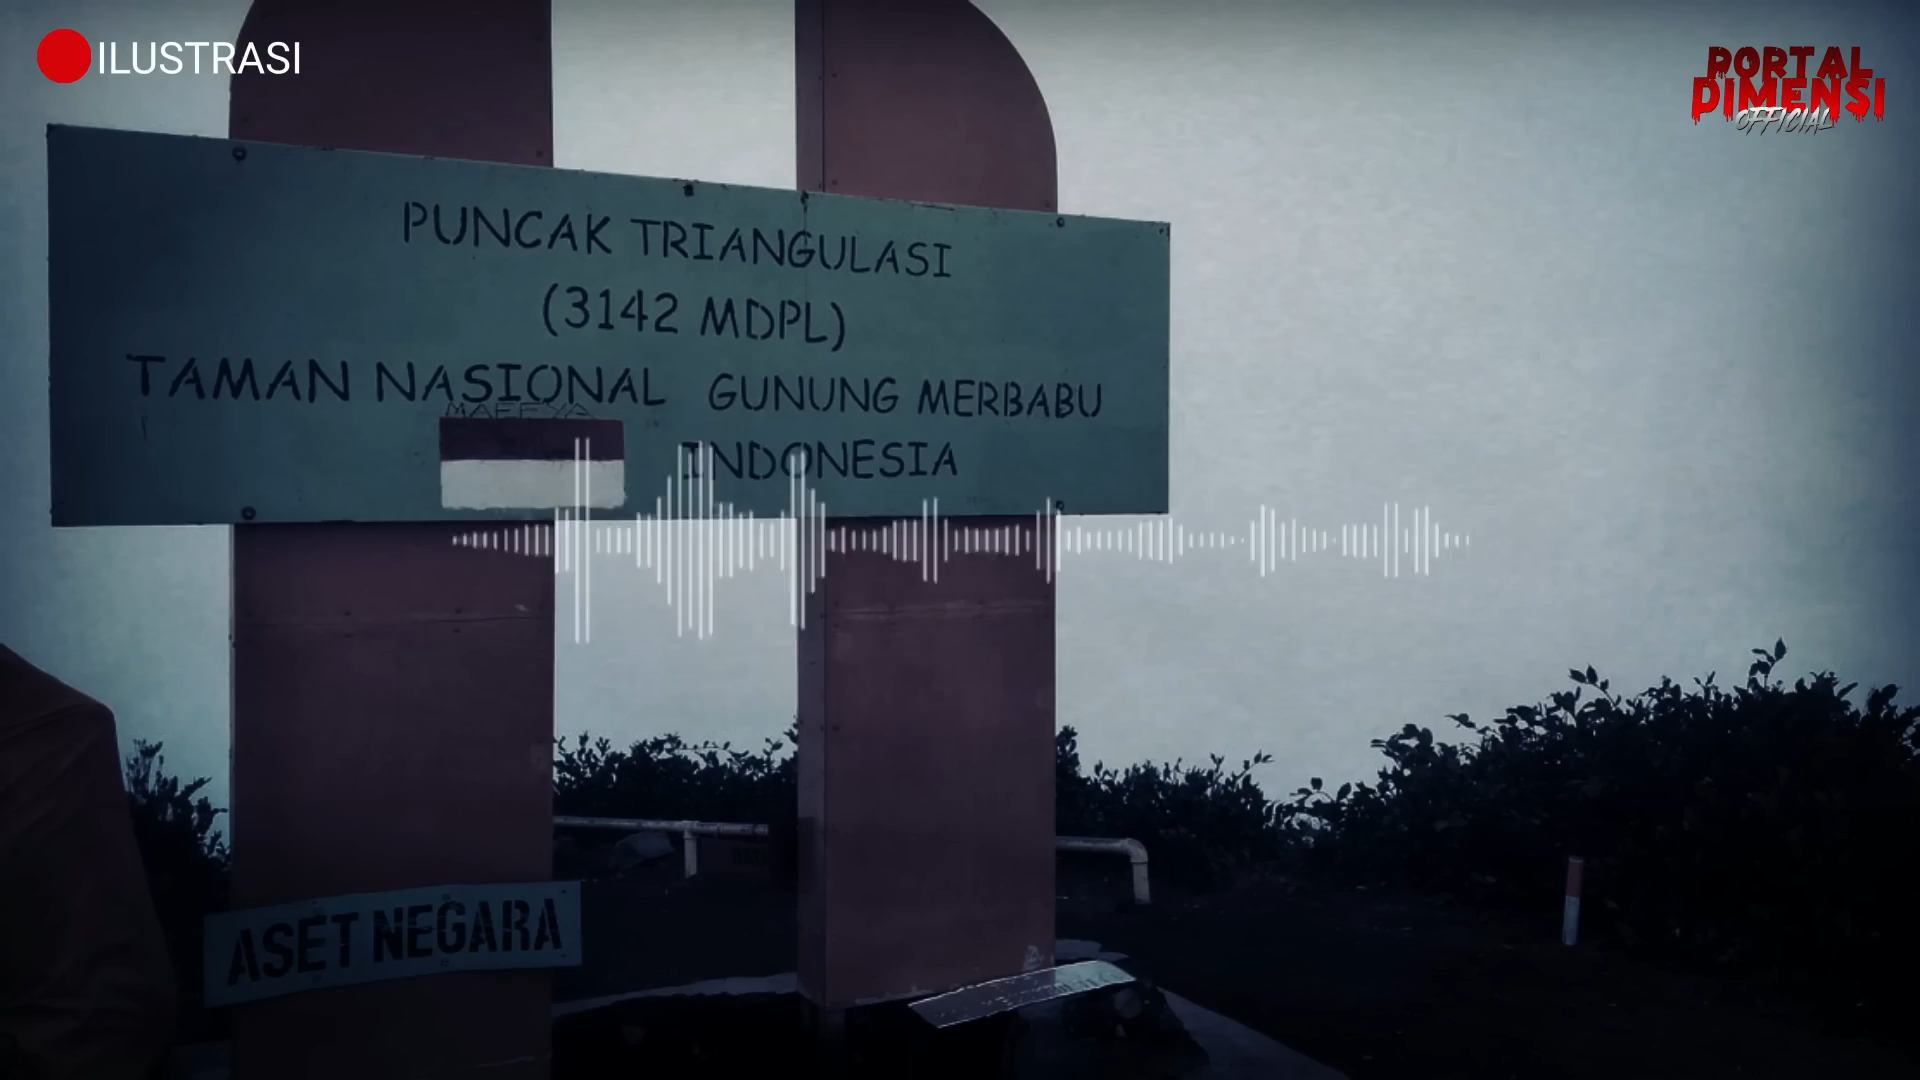 ILUSTRASI
PORTAL
DIMENSI
OFFICIAL
PUNCAK TRIANGULASI
(3142 MDPL)
TAMAN NASIONAL GUNUNG MERBABU
INDONESIA
ASET NEGARA